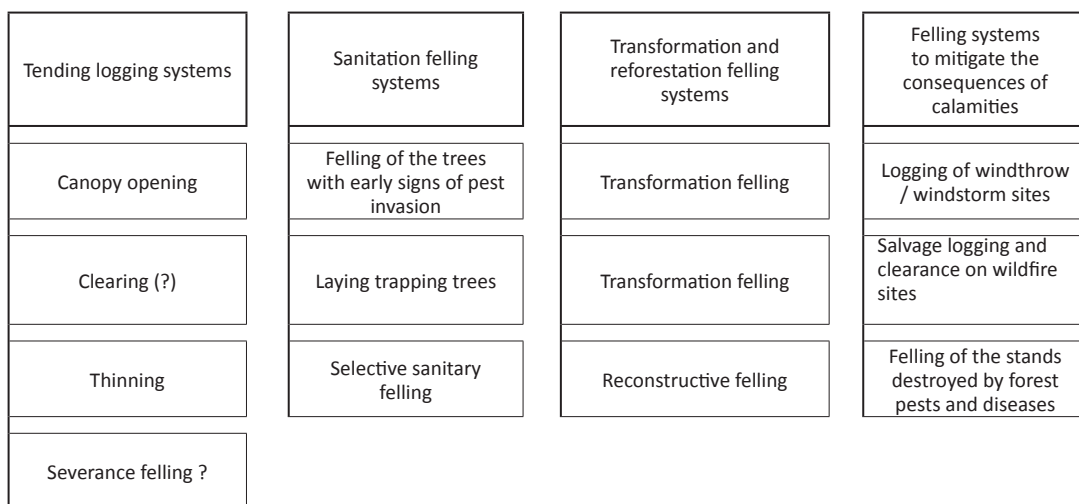 Tending logging systems
Canopy opening
Clearing (?)
Thinning
Severance felling ?
Sanitation felling
systems
Felling of the trees
with early signs of pest
invasion
Laying trapping trees
Selective sanitary
felling
Transformation and
reforestation felling
systems
Transformation felling
Transformation felling
Reconstructive felling
Felling systems
to mitigate the
consequences of
calamities
Logging of windthrow
/ windstorm sites
Salvage logging and
clearance on wildfire
sites
Felling of the stands
destroyed by forest
pests and diseases